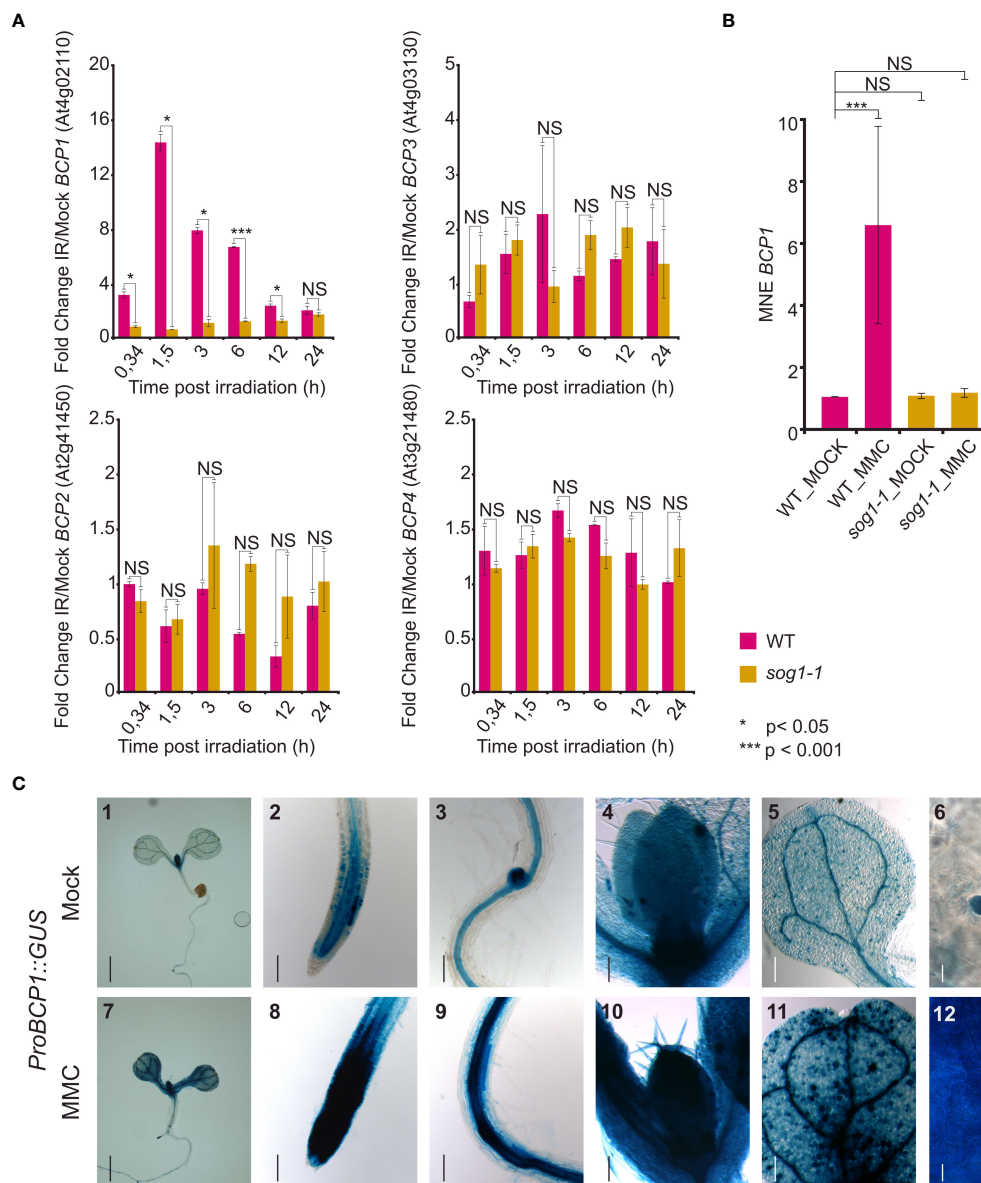 A
B
Fold Change IR/Mock BCP1 (At4g02110)
20
16
12
8
4
0
*
*
*
***
*
NS
0,34
1,5
3
6
12
24
Time post irradiation (h)
Fold Change IR/Mock BCP3 (At4g03130)
5
4
3
2
1
0
NS
NS
NS
NS
NS
NS
0,34
1,5
3
6
12
24
Time post irradiation (h)
MNE BCP1
10
8
6
4
2
0
NS
NS
***
WT_MOCK
WT_MMC
sog1-1_MOCK
sog1-1_MMC
Fold Change IR/Mock BCP2 (At2g41450)
2.5
2
1.5
1
0.5
0
NS
NS
NS
NS
NS
NS
0,34
1,5
3
6
12
24
Time post irradiation (h)
Fold Change IR/Mock BCP4 (At3g21480)
2.5
2
1.5
1
0.5
0
NS
NS
NS
NS
NS
NS
0,34
1,5
3
6
12
24
Time post irradiation (h)
WT
sog1-1
* p< 0.05
*** p < 0.001
C
ProBCP1::GUS
Mock
1 2 3 4 5 6
MMC
7 8 9 10 11 12